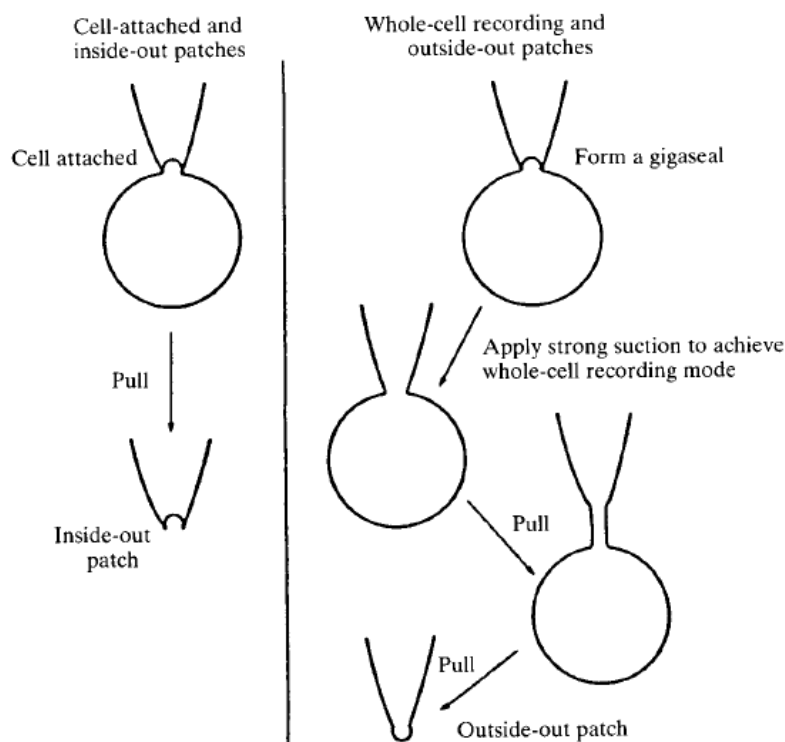 Cell-attached and
inside-out patches
Cell attached
Pull
Inside-out
patch
Whole-cell recording and
outside-out patches
Form a gigaseal
Apply strong suction to achieve
whole-cell recording mode
Pull
Pull
Outside-out patch